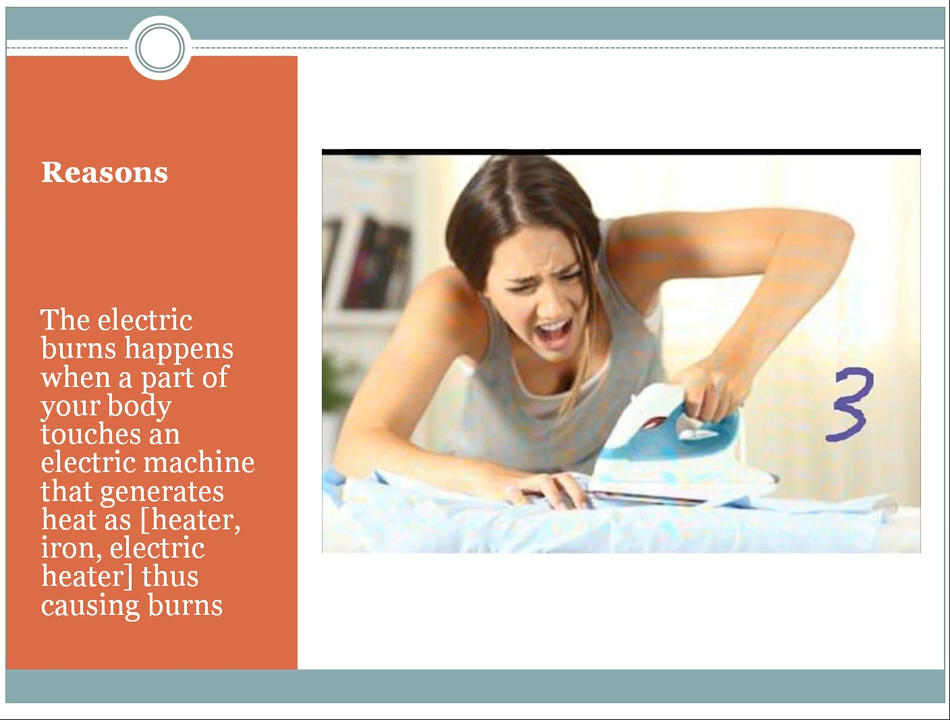 Reasons
The electric
burns happens
when a part of
your body
touches an
electric machine
that generates
heat as [heater,
iron, electric
heater] thus
causing burns
3